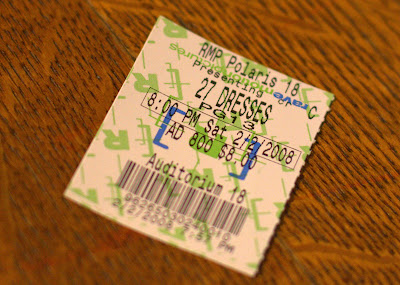 RMP Polaris 18 C
Presenting
27 DRESSES
PG13
8:00 PM Sat 2/2 2008
AD 800 $8.00
Auditorium 18